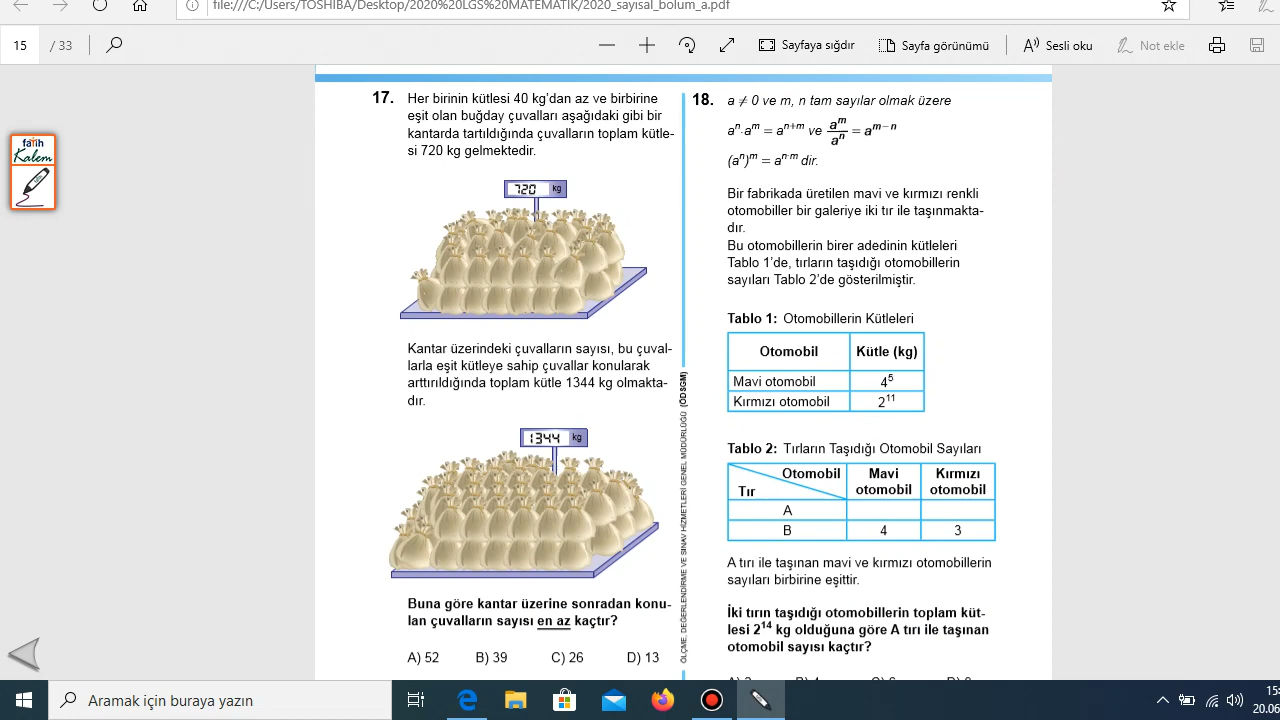 file:///C:/Users/TOSHIBA/Desktop/2020%20LGS%20MATEMATIK/2020_sayisal_bolum_a.pdf
15 / 33
Sayfaya sığdır
Sayfa görünümü
Sesli oku
Not ekle
fatih
Kalem
17. Her birinin kütlesi 40 kg'dan az ve birbirine
eşit olan buğday çuvalları aşağıdaki gibi bir
kantarda tartıldığında çuvalların toplam kütle-
si 720 kg gelmektedir.
720 kg
Kantar üzerindeki çuvalların sayısı, bu çuval-
larla eşit kütleye sahip çuvallar konularak
arttırıldığında toplam kütle 1344 kg olmakta-
dır.
1344 kg
Buna göre kantar üzerine sonradan konu-
lan çuvalların sayısı en az kaçtır?
A) 52 B) 39 C) 26 D) 13
ÖLÇME, DEĞERLENDİRME VE SINAV HİZMETLERİ GENEL MÜDÜRLÜĞÜ (ÖDSGM)
18. a ≠ 0 ve m, n tam sayılar olmak üzere
aⁿ·aᵐ = aⁿ⁺ᵐ ve aᵐ/aⁿ = aᵐ⁻ⁿ
(aⁿ)ᵐ = aⁿ·ᵐ dir.
Bir fabrikada üretilen mavi ve kırmızı renkli
otomobiller bir galeriye iki tır ile taşınmakta-
dır.
Bu otomobillerin birer adedinin kütleleri
Tablo 1'de, tırların taşıdığı otomobillerin
sayıları Tablo 2'de gösterilmiştir.
Tablo 1: Otomobillerin Kütleleri
Otomobil Kütle (kg)
Mavi otomobil 4⁵
Kırmızı otomobil 2¹¹
Tablo 2: Tırların Taşıdığı Otomobil Sayıları
Otomobil
Tır
Mavi
otomobil
Kırmızı
otomobil
A
B 4 3
A tırı ile taşınan mavi ve kırmızı otomobillerin
sayıları birbirine eşittir.
İki tırın taşıdığı otomobillerin toplam küt-
lesi 2¹⁴ kg olduğuna göre A tırı ile taşınan
otomobil sayısı kaçtır?
Aramak için buraya yazın